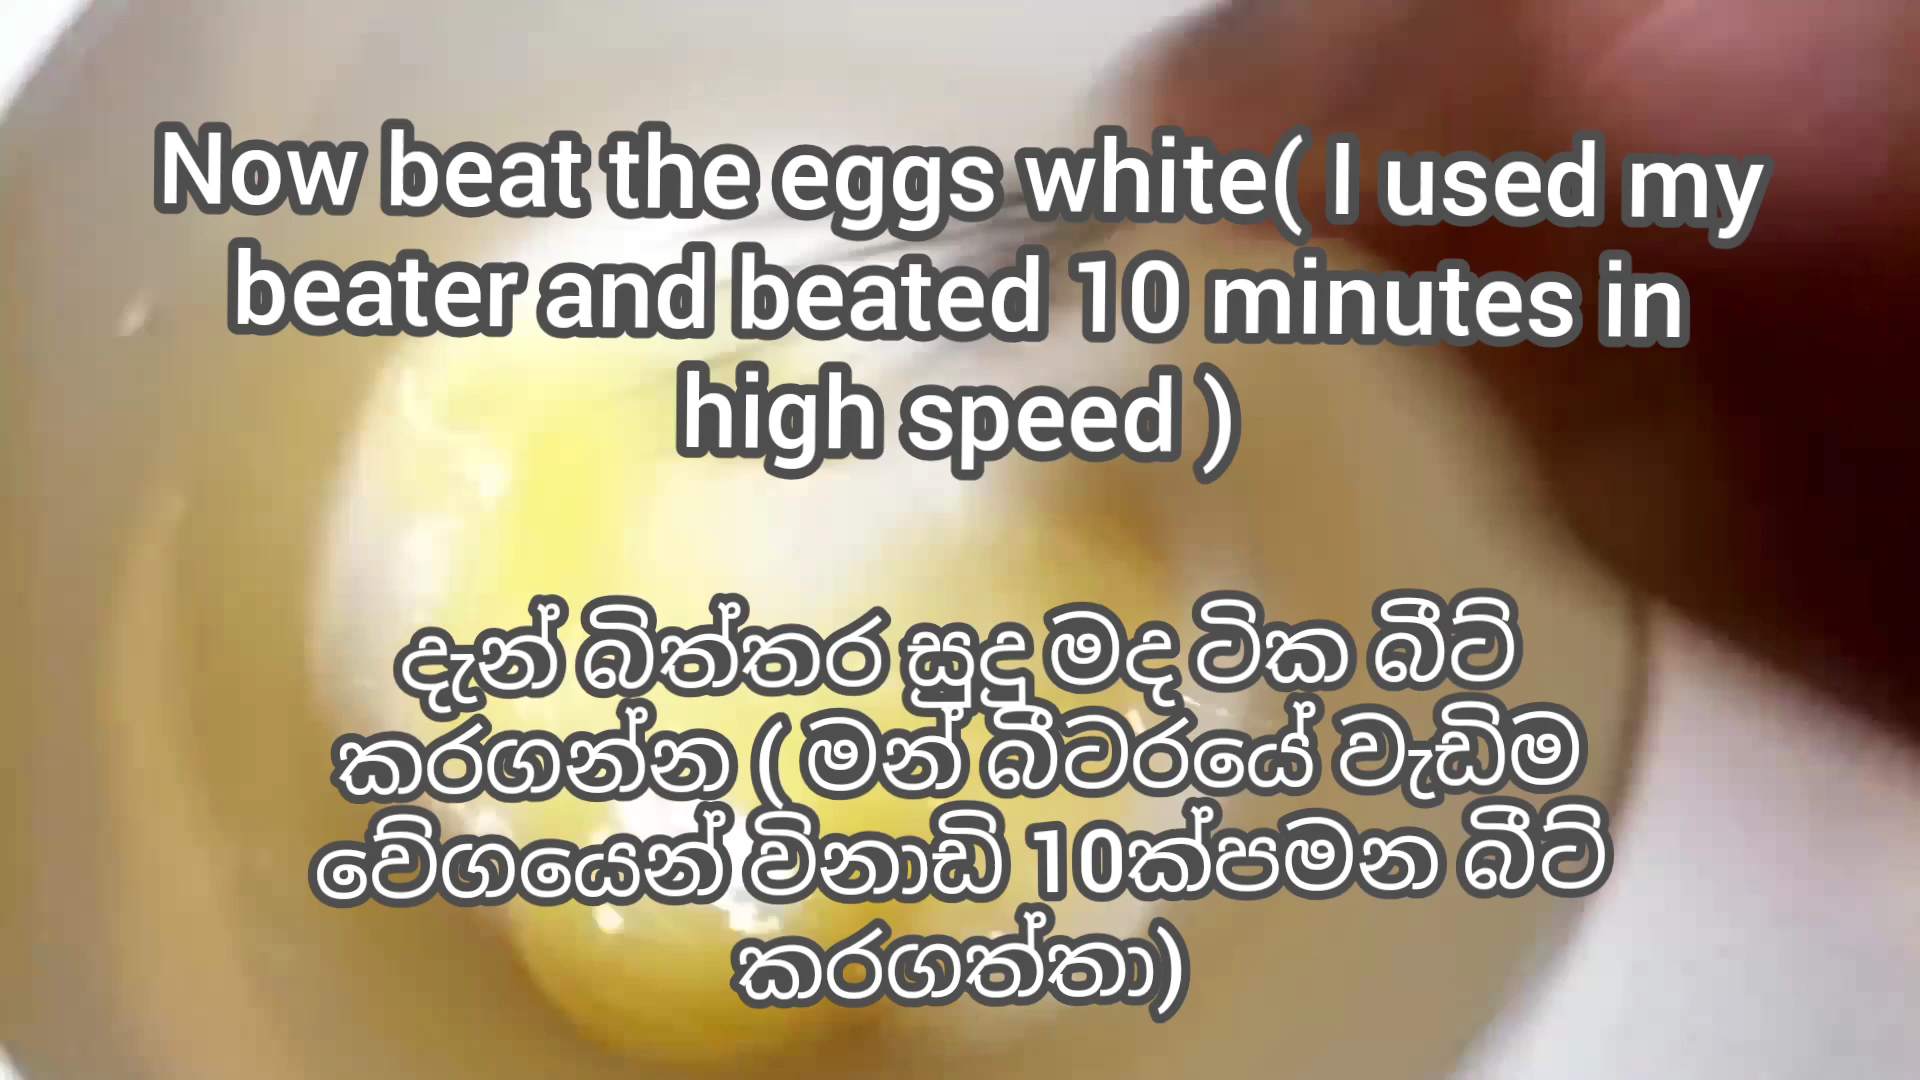 Now beat the eggs white( I used my
beater and beated 10 minutes in
high speed )
දැන් බිත්තර සුදු මද ටික බීට්
කරගන්න ( මන් බීටරයේ වැඩිම
වේගයෙන් විනාඩි 10ක්පමන බීට්
කරගත්තා)